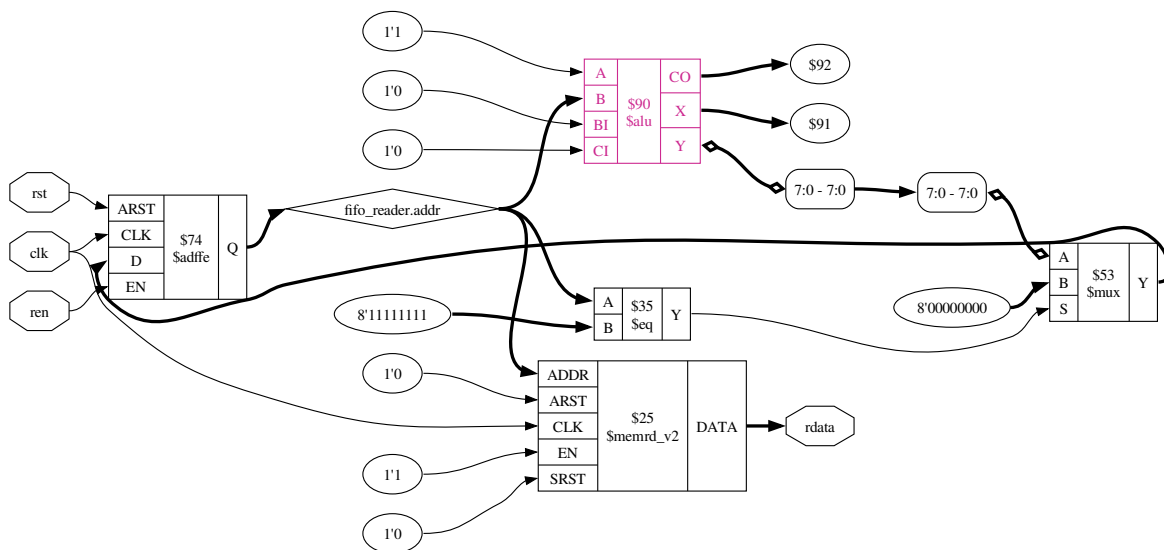 1'1
1'0
1'0
A
B
BI
CI
$90
$alu
CO
X
Y
$92
$91
7:0 - 7:0
7:0 - 7:0
rst
clk
ren
ARST
CLK
D
EN
$74
$adffe
Q
fifo_reader.addr
8'11111111
A
B
$35
$eq
Y
8'00000000
A
B
S
$53
$mux
Y
1'0
1'1
1'0
ADDR
ARST
CLK
EN
SRST
$25
$memrd_v2
DATA
rdata